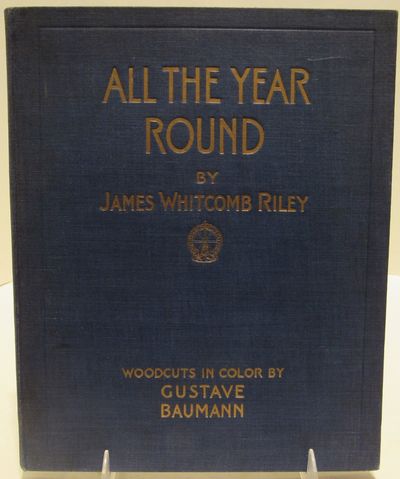 ALL THE YEAR
ROUND
BY
JAMES WHITCOMB RILEY
WOODCUTS IN COLOR BY
GUSTAVE
BAUMANN